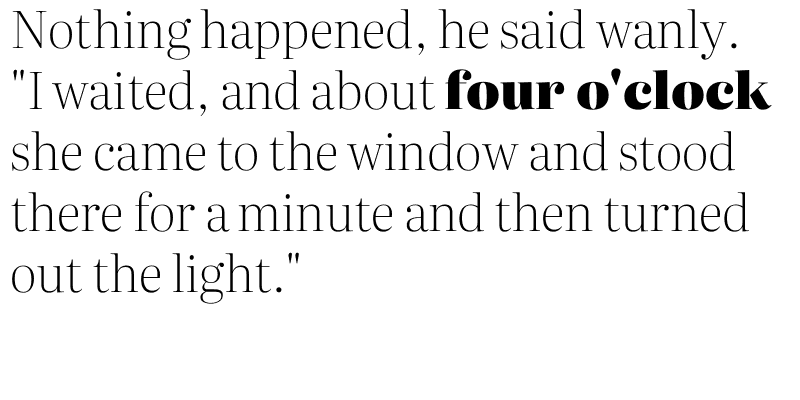 Nothing happened, he said wanly.
"I waited, and about four o'clock
she came to the window and stood
there for a minute and then turned
out the light."